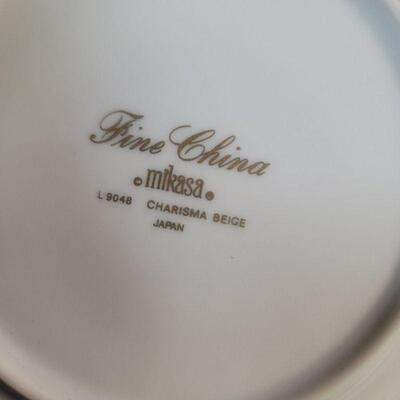 Fine China
© mikasa ®
L 9048 CHARISMA BEIGE
JAPAN